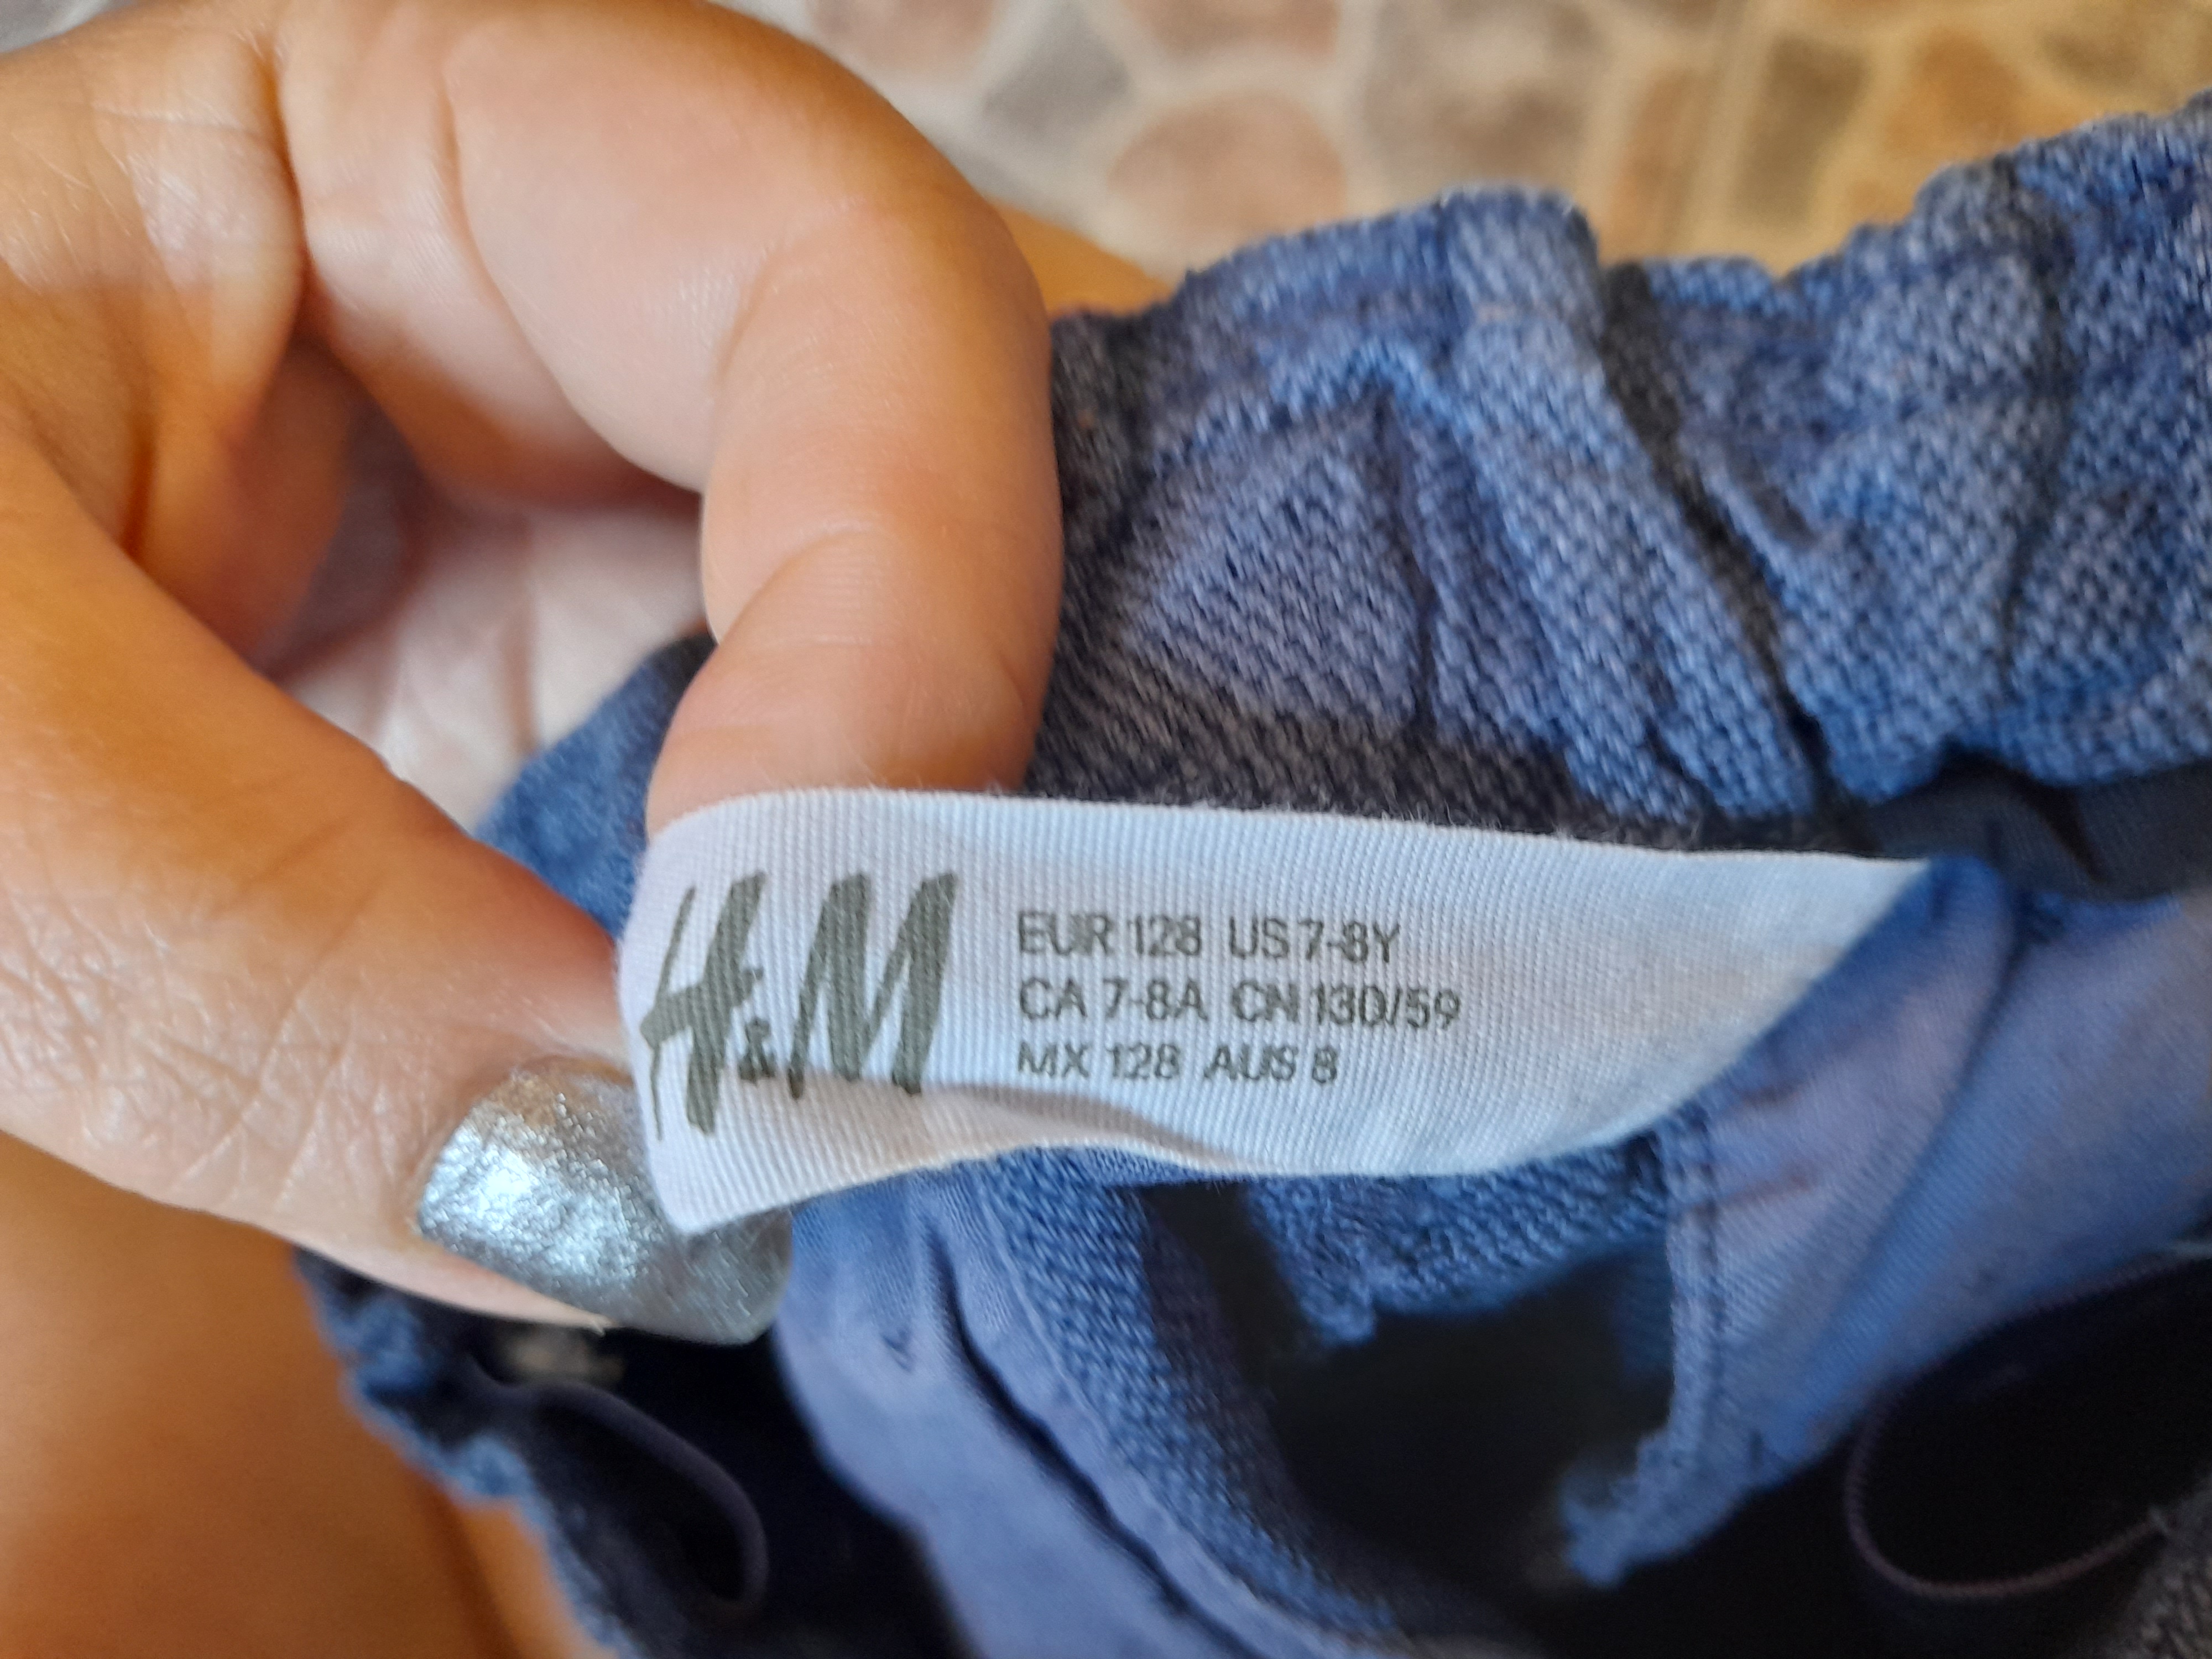 H&M
EUR 128 US 7-8Y
CA 7-8A CN 130/59
MX 128 AUS 8